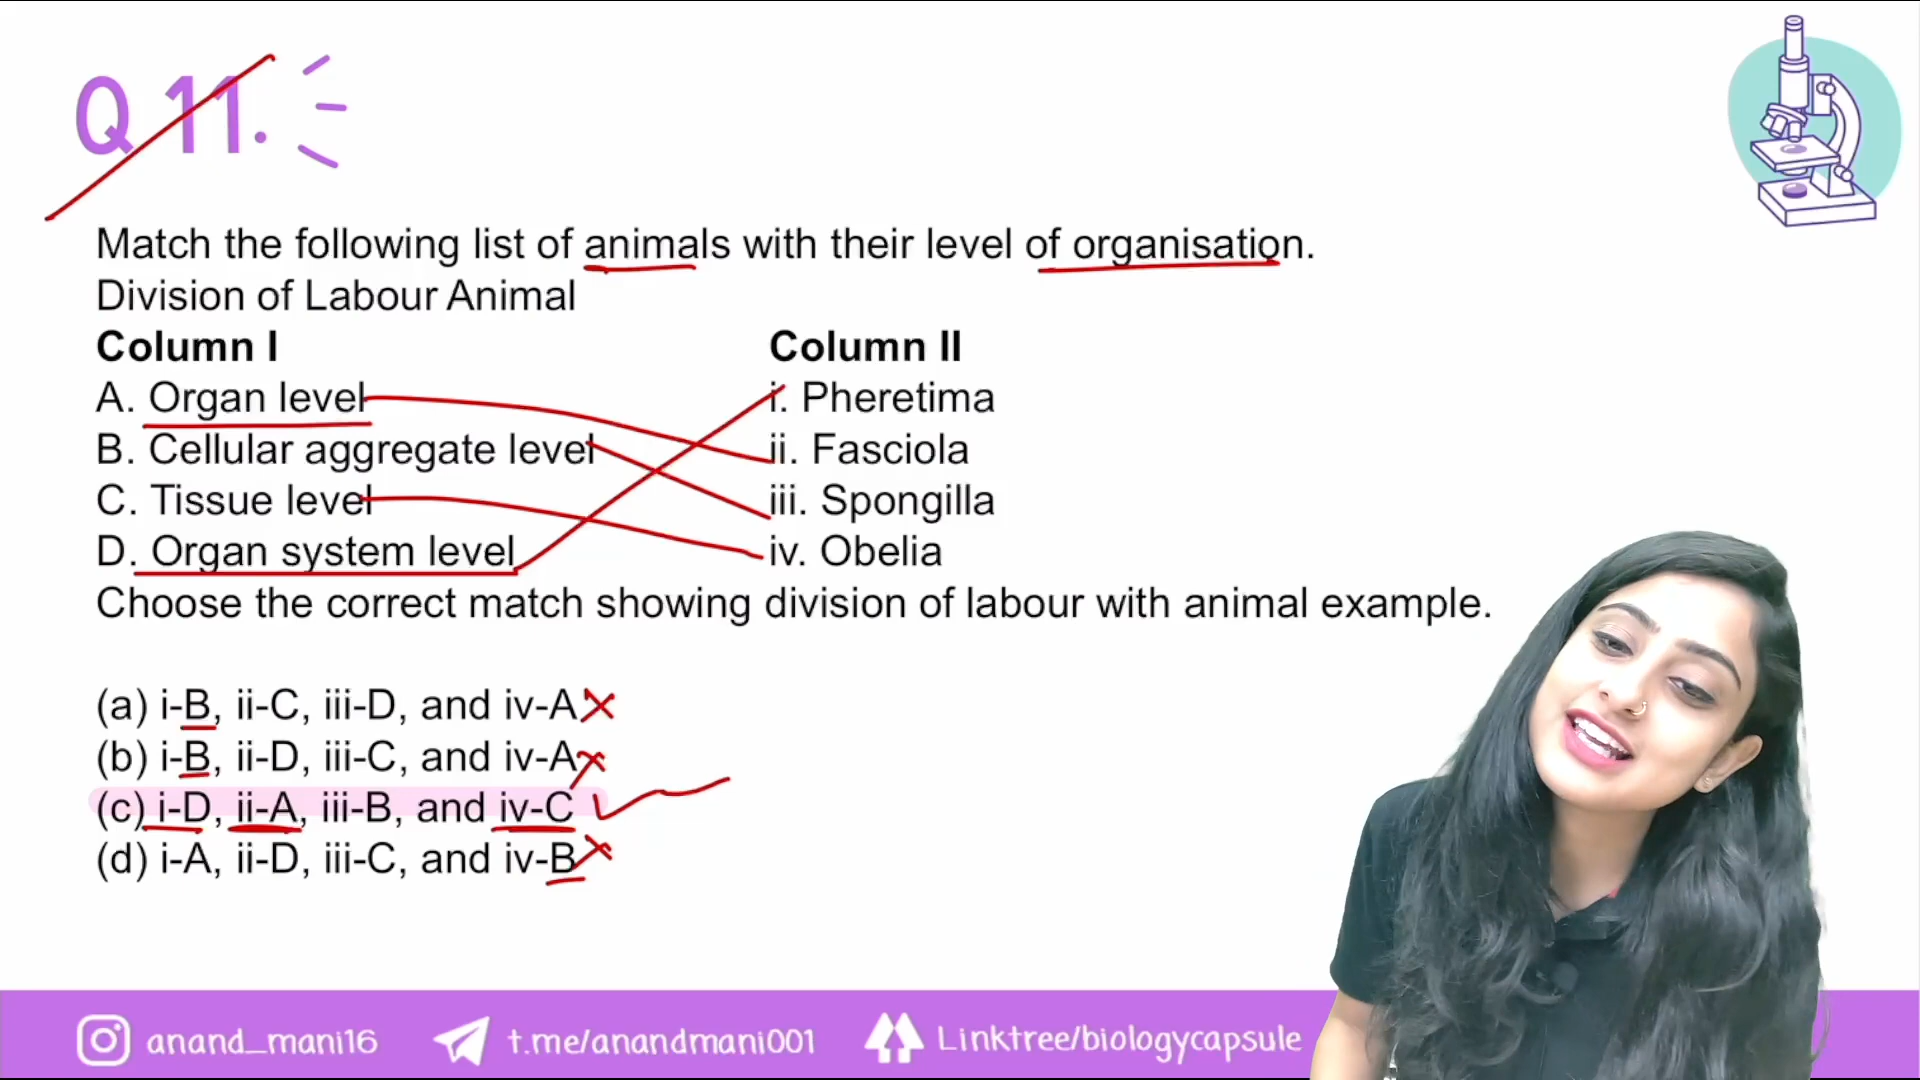 Q 11.
Match the following list of animals with their level of organisation.
Division of Labour Animal
Column I Column II
A. Organ level i. Pheretima
B. Cellular aggregate level ii. Fasciola
C. Tissue level iii. Spongilla
D. Organ system level iv. Obelia
Choose the correct match showing division of labour with animal example.
(a) i-B, ii-C, iii-D, and iv-A
(b) i-B, ii-D, iii-C, and iv-A
(c) i-D, ii-A, iii-B, and iv-C
(d) i-A, ii-D, iii-C, and iv-B
anand_mani16 t.me/anandmani001 Linktree/biologycapsule